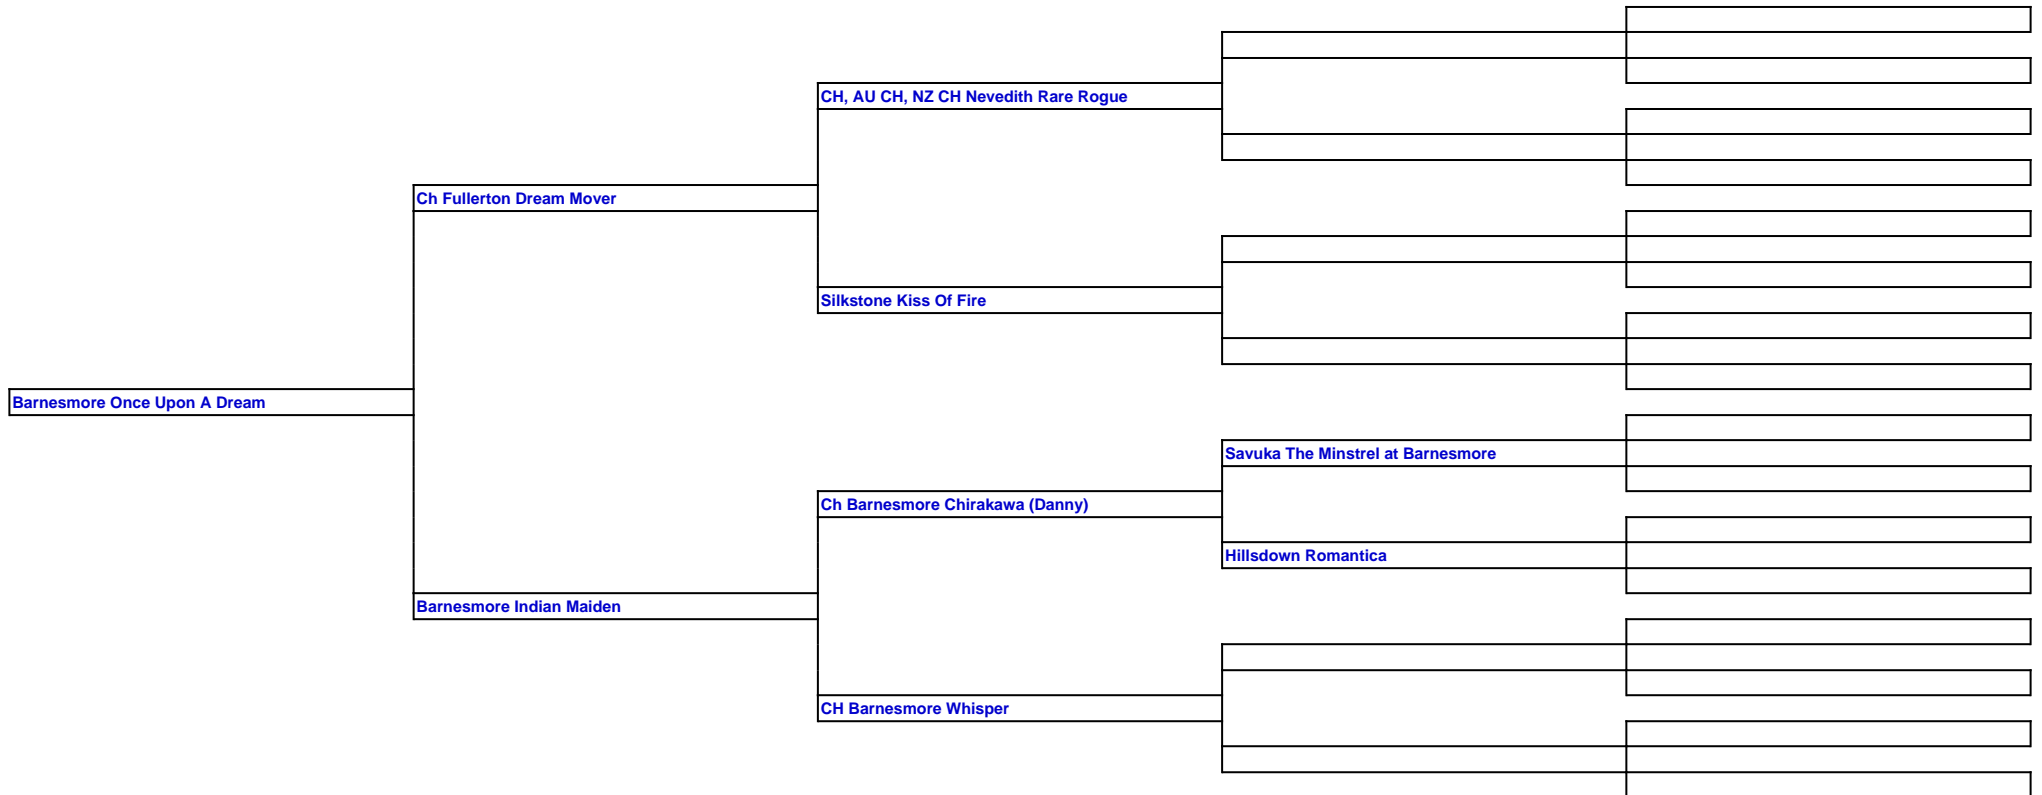 CH, AU CH, NZ CH Nevedith Rare Rogue
Ch Fullerton Dream Mover
Silkstone Kiss Of Fire
Barnesmore Once Upon A Dream
Savuka The Minstrel at Barnesmore
Ch Barnesmore Chirakawa (Danny)
Hillsdown Romantica
Barnesmore Indian Maiden
CH Barnesmore Whisper